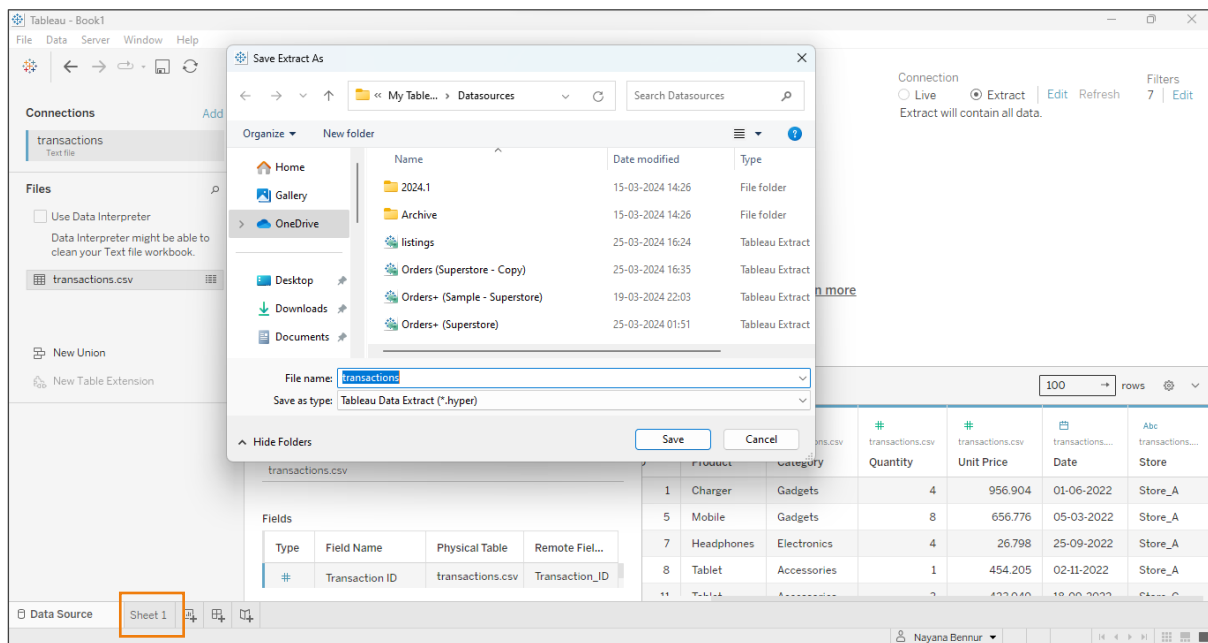 Tableau - Book1
File Data Server Window Help
Connections Add
transactions
Text file
Files
Use Data Interpreter
Data Interpreter might be able to
clean your Text file workbook.
transactions.csv
New Union
New Table Extension
Save Extract As
« My Table... › Datasources
Search Datasources
Organize New folder
Home
Gallery
OneDrive
Desktop
Downloads
Documents
Name Date modified Type
2024.1 15-03-2024 14:26 File folder
Archive 15-03-2024 14:26 File folder
listings 25-03-2024 16:24 Tableau Extract
Orders (Superstore - Copy) 25-03-2024 16:35 Tableau Extract
Orders+ (Sample - Superstore) 19-03-2024 22:03 Tableau Extract
Orders+ (Superstore) 25-03-2024 01:51 Tableau Extract
File name: transactions
Save as type: Tableau Data Extract (*.hyper)
Hide Folders Save Cancel
Connection
Live Extract Edit Refresh
Extract will contain all data.
Filters
7 Edit
more
100 → rows
transactions.csv
Fields
Type Field Name Physical Table Remote Fiel...
# Transaction ID transactions.csv Transaction_ID
# # Abc
transactions.csv transactions.csv transactions.... transactions....
Product Category Quantity Unit Price Date Store
1 Charger Gadgets 4 956.904 01-06-2022 Store_A
5 Mobile Gadgets 8 656.776 05-03-2022 Store_A
7 Headphones Electronics 4 26.798 25-09-2022 Store_A
8 Tablet Accessories 1 454.205 02-11-2022 Store_A
Data Source Sheet 1
Nayana Bennur